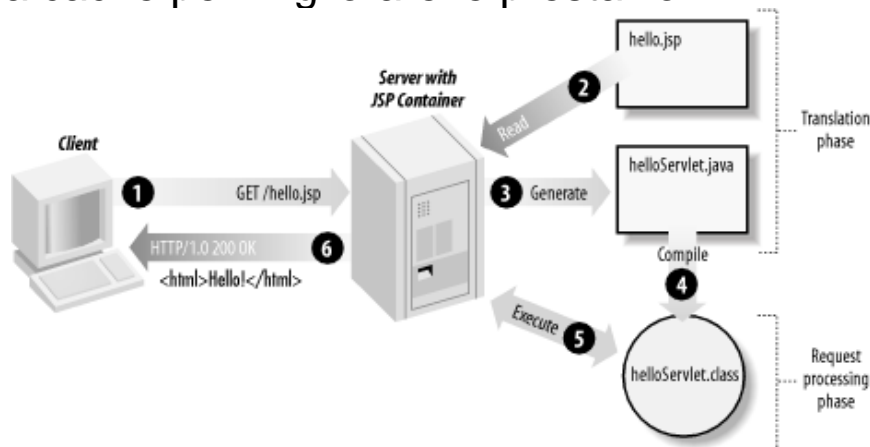 hello.jsp
Server with
JSP Container
2
Read
Translation
phase
Client
1
GET /hello.jsp
3
Generate
helloServlet.java
HTTP/1.0 200 OK
6
<html>Hello!</html>
Compile
4
Execute
5
helloServlet.class
Request
processing
phase